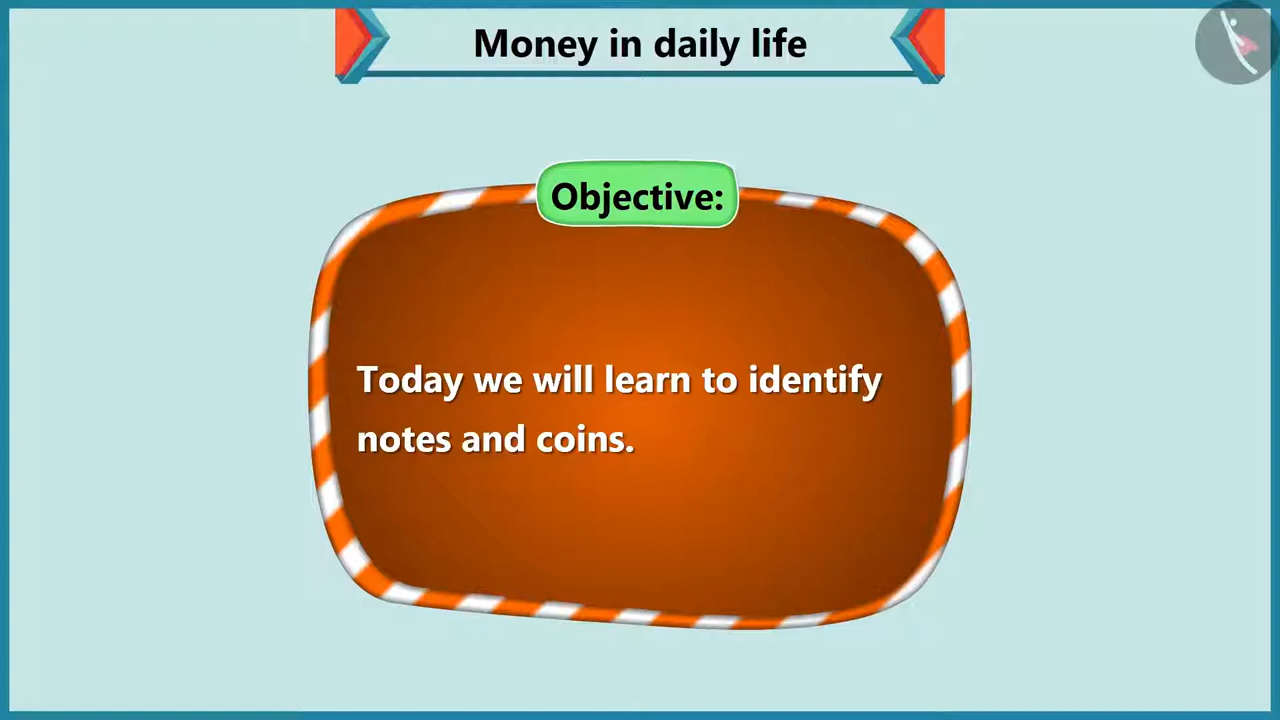 Money in daily life
Objective:
Today we will learn to identify
notes and coins.